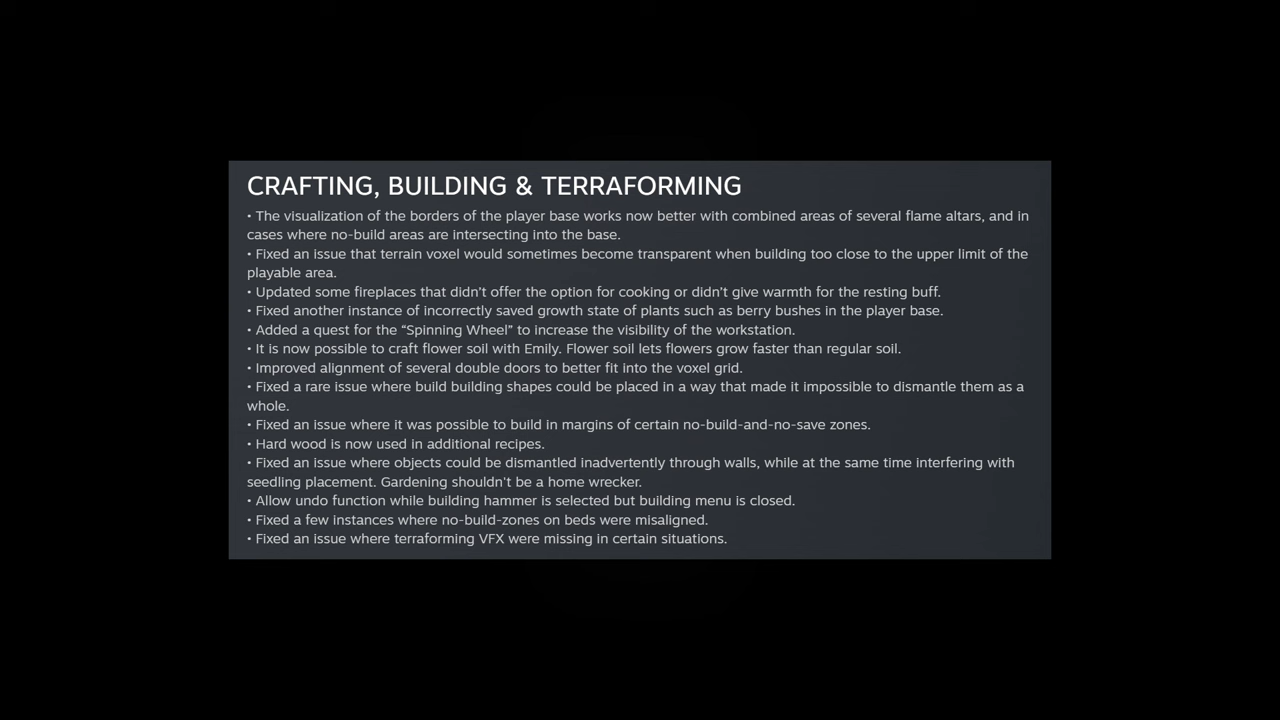 CRAFTING, BUILDING & TERRAFORMING
• The visualization of the borders of the player base works now better with combined areas of several flame altars, and in
cases where no-build areas are intersecting into the base.
• Fixed an issue that terrain voxel would sometimes become transparent when building too close to the upper limit of the
playable area.
• Updated some fireplaces that didn’t offer the option for cooking or didn’t give warmth for the resting buff.
• Fixed another instance of incorrectly saved growth state of plants such as berry bushes in the player base.
• Added a quest for the “Spinning Wheel” to increase the visibility of the workstation.
• It is now possible to craft flower soil with Emily. Flower soil lets flowers grow faster than regular soil.
• Improved alignment of several double doors to better fit into the voxel grid.
• Fixed a rare issue where build building shapes could be placed in a way that made it impossible to dismantle them as a
whole.
• Fixed an issue where it was possible to build in margins of certain no-build-and-no-save zones.
• Hard wood is now used in additional recipes.
• Fixed an issue where objects could be dismantled inadvertently through walls, while at the same time interfering with
seedling placement. Gardening shouldn’t be a home wrecker.
• Allow undo function while building hammer is selected but building menu is closed.
• Fixed a few instances where no-build-zones on beds were misaligned.
• Fixed an issue where terraforming VFX were missing in certain situations.